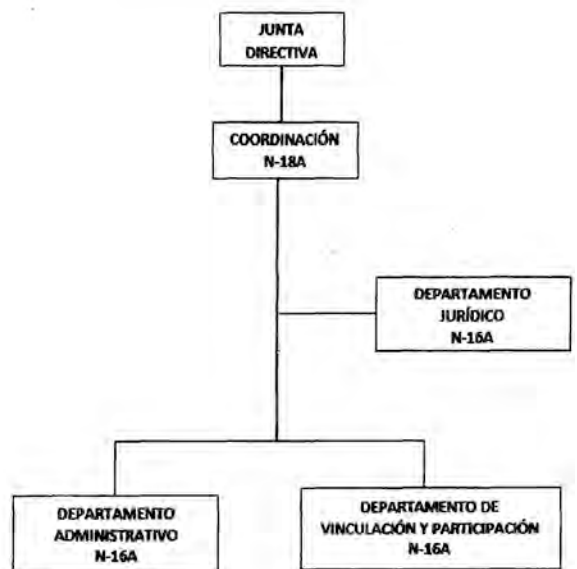 JUNTA
DIRECTIVA
COORDINACIÓN
N-18A
DEPARTAMENTO
JURÍDICO
N-16A
DEPARTAMENTO
ADMINISTRATIVO
N-16A
DEPARTAMENTO DE
VINCULACIÓN Y PARTICIPACIÓN
N-16A